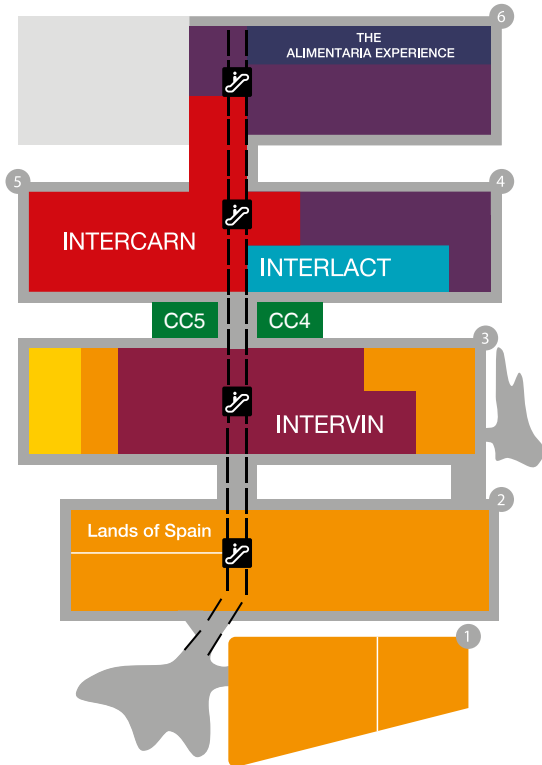 6
THE
ALIMENTARIA EXPERIENCE
5
4
INTERCARN
INTERLACT
CC5
CC4
3
INTERVIN
2
Lands of Spain
1